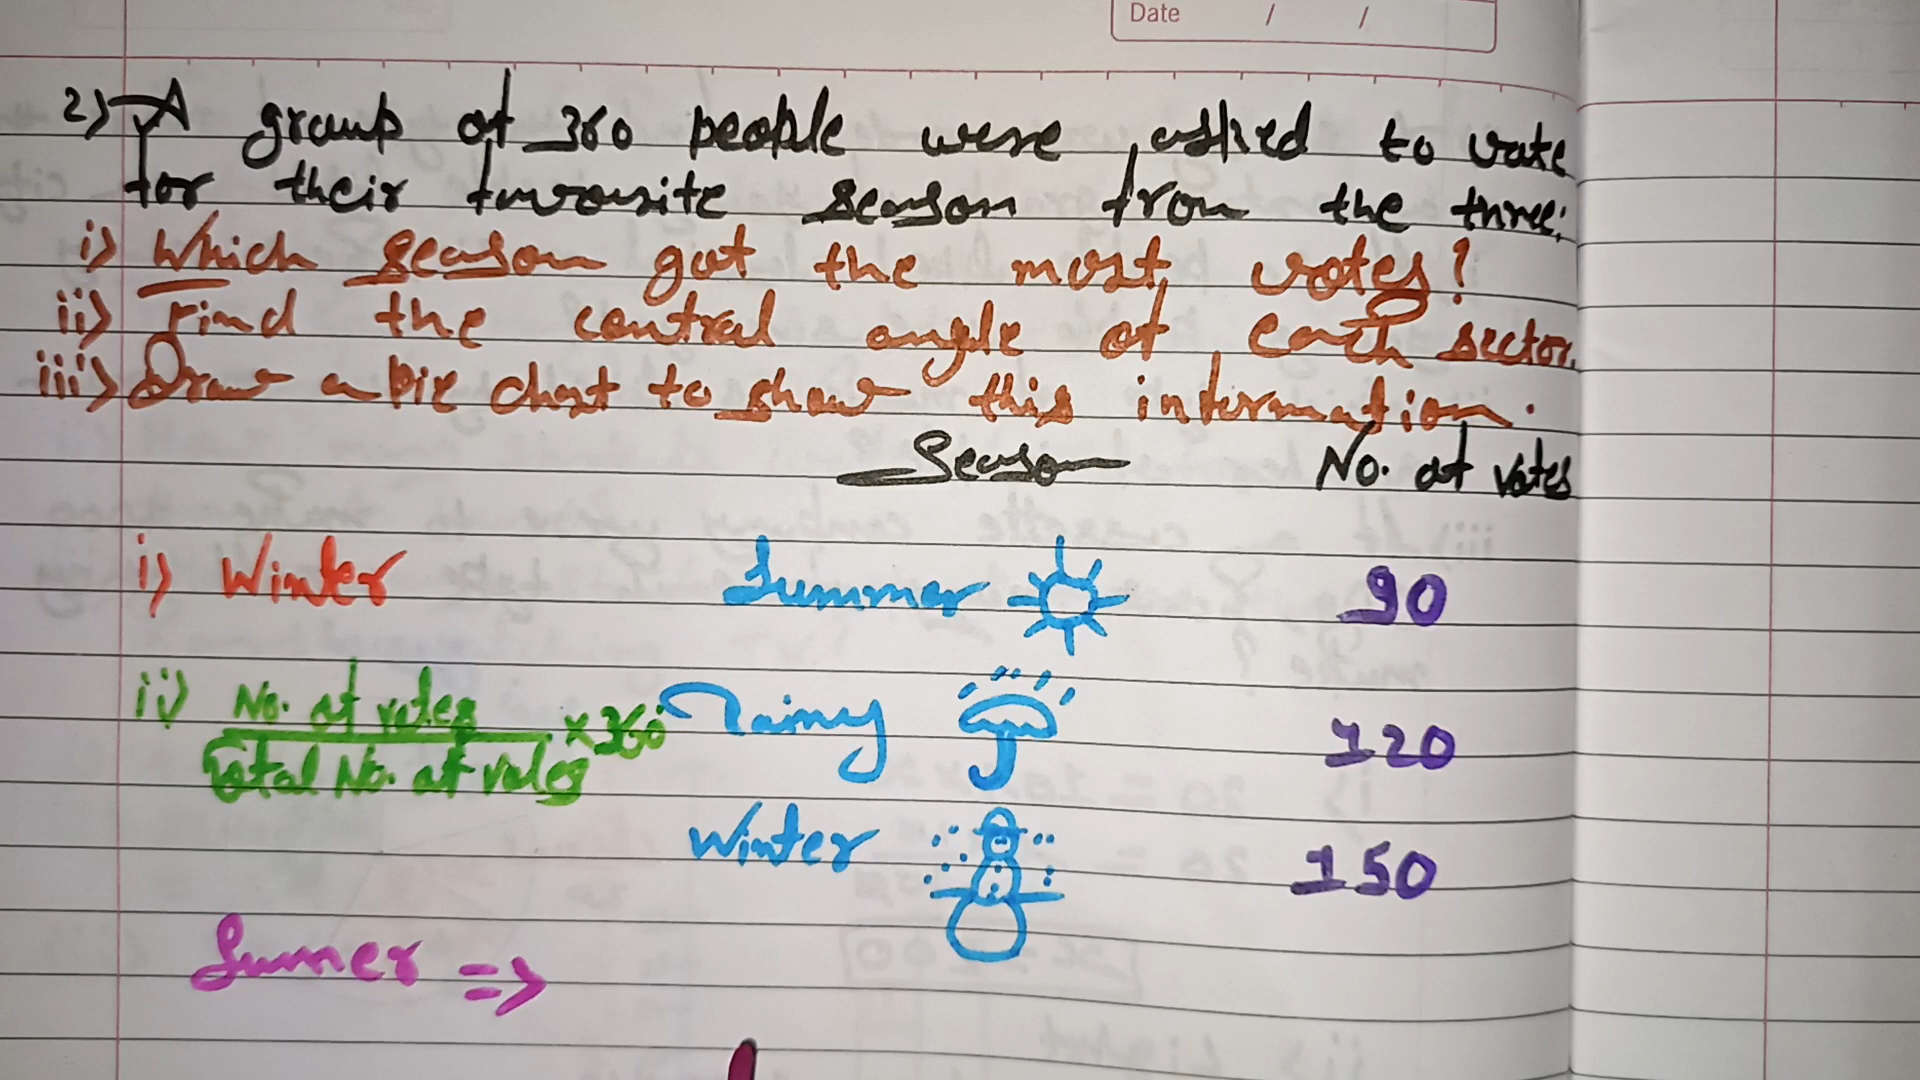 Date / /
2) A group of 360 people were asked to vote
for their favourite season from the three:
i) Which season got the most votes?
ii) Find the central angle of each sector.
iii) Draw a pie chart to show this information.
Season No. of votes
i) Winter Summer 90
ii) No. of votes / Total No. of votes ×360° Rainy 120
Winter 150
Summer =>